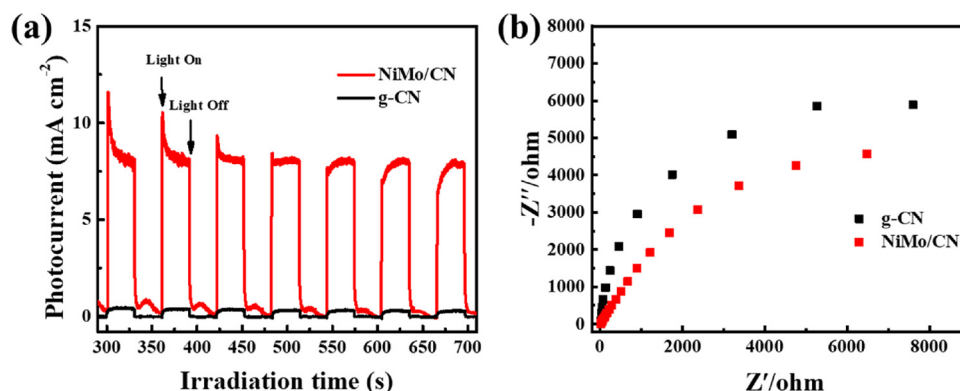 (a)
Photocurrent (mA cm⁻²)
15
10
5
0
Light On
Light Off
NiMo/CN
g-CN
300 350 400 450 500 550 600 650 700
Irradiation time (s)
(b)
-Z''/ohm
8000
7000
6000
5000
4000
3000
2000
1000
0
g-CN
NiMo/CN
0 2000 4000 6000 8000
Z'/ohm